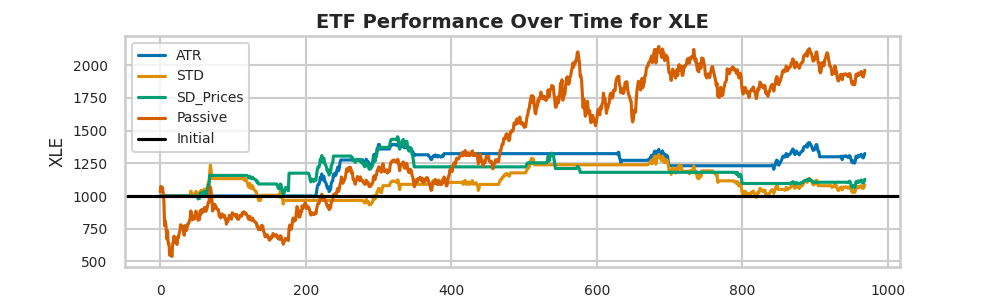 ETF Performance Over Time for XLE
ATR
STD
SD_Prices
Passive
Initial
XLE
2000
1750
1500
1250
1000
750
500
0 200 400 600 800 1000